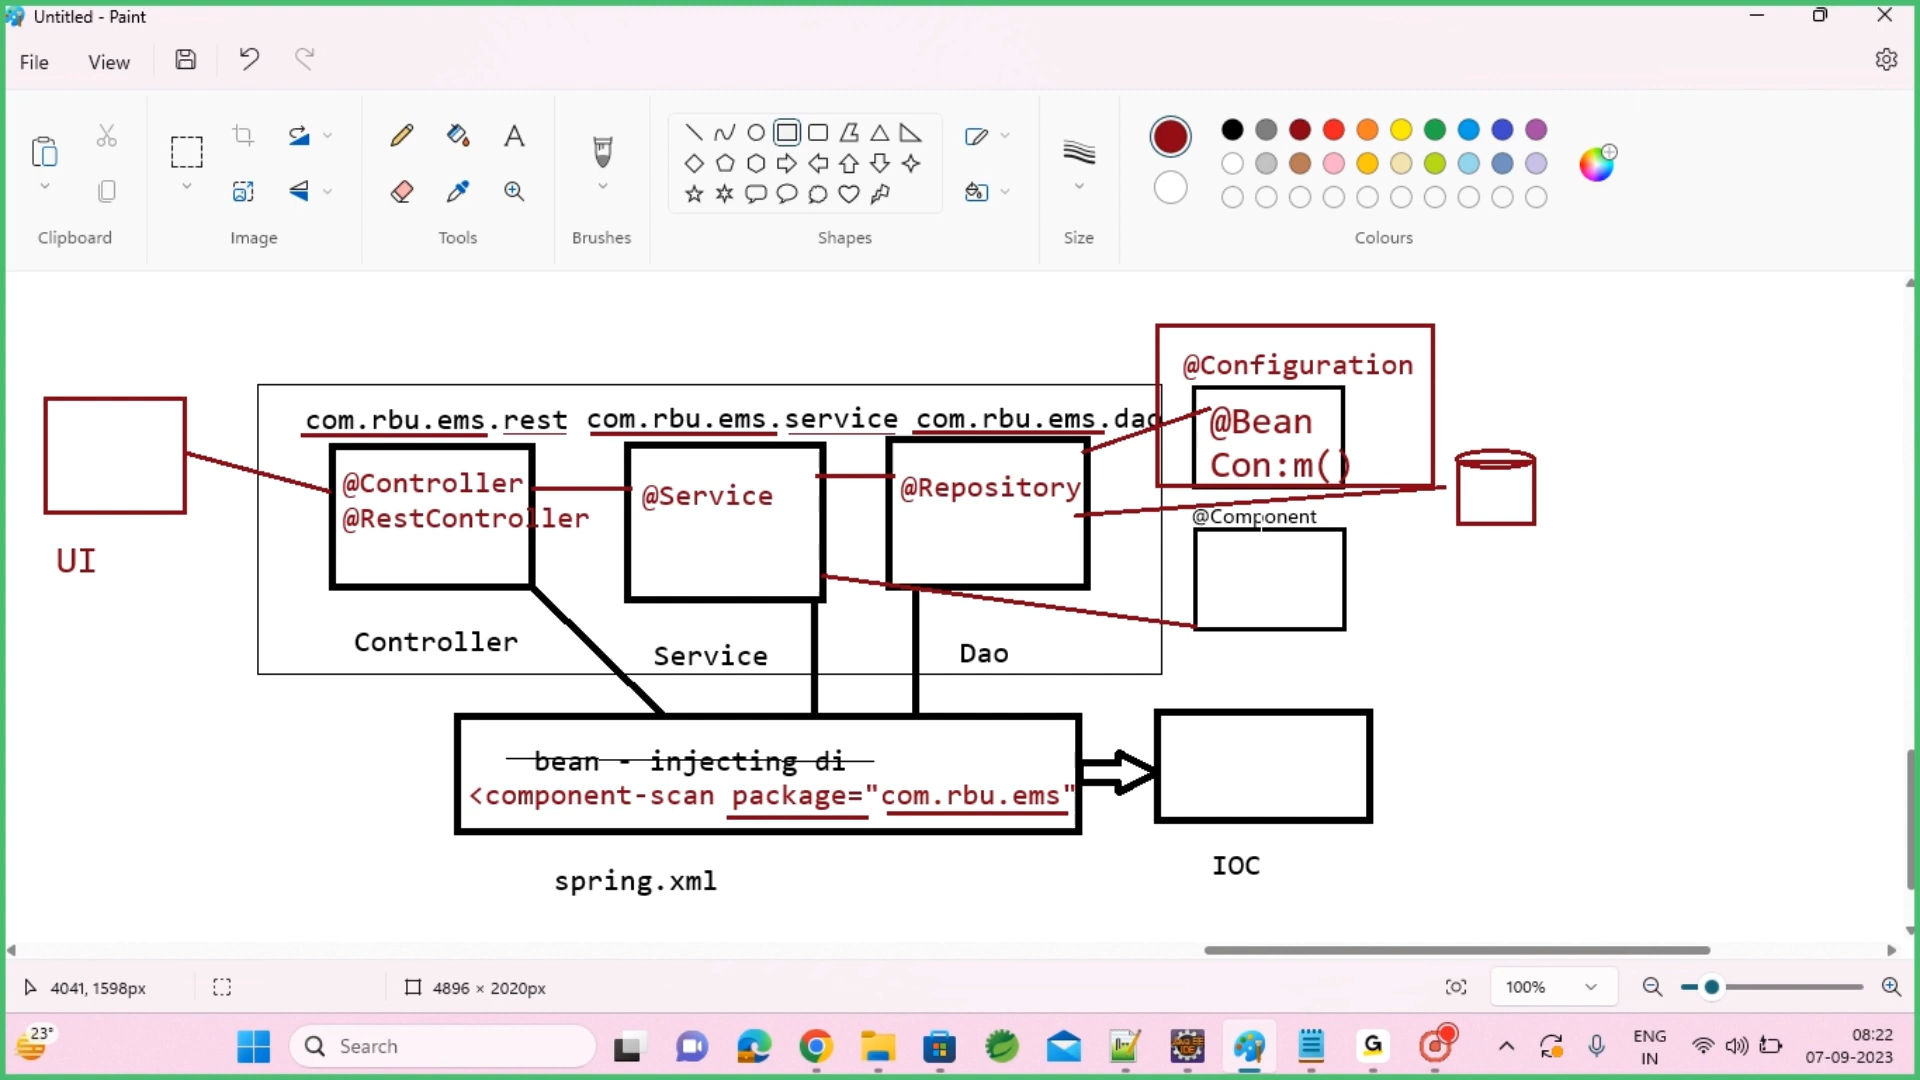 Untitled - Paint
File
View
Clipboard
Image
Tools
Brushes
Shapes
Size
Colours
@Configuration
@Bean
Con:m()
com.rbu.ems.rest
com.rbu.ems.service
com.rbu.ems.dao
@Controller
@RestController
@Service
@Repository
@Component
UI
Controller
Service
Dao
bean - injecting di
<component-scan package="com.rbu.ems"
spring.xml
IOC
4041, 1598px
4896 × 2020px
100%
23°
Search
ENG
IN
08:22
07-09-2023